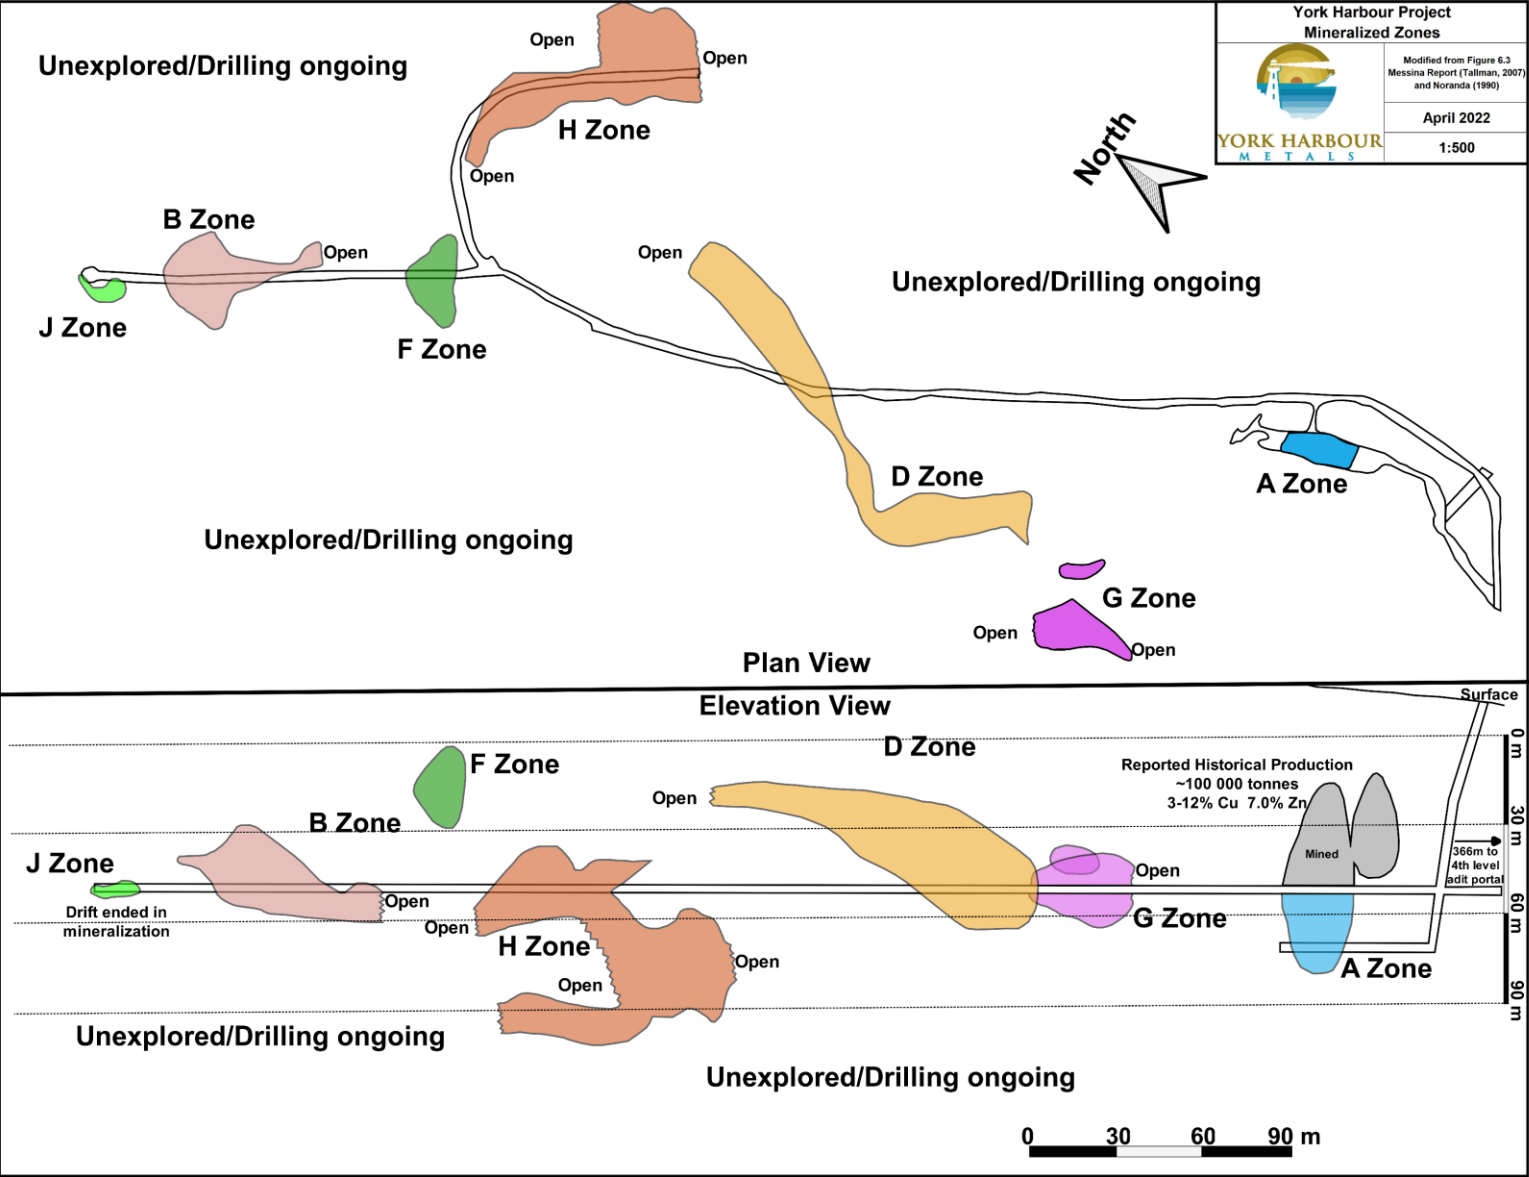 York Harbour Project
Mineralized Zones
Modified from Figure 6.3
Messina Report (Tallman, 2007)
and Noranda (1990)
April 2022
1:500
YORK HARBOUR
METALS
Unexplored/Drilling ongoing
Open
Open
H Zone
Open
North
B Zone
Open
J Zone
F Zone
Open
Unexplored/Drilling ongoing
D Zone
A Zone
Unexplored/Drilling ongoing
G Zone
Open
Open
Plan View
Elevation View
Surface
0 m
D Zone
F Zone
Reported Historical Production
~100 000 tonnes
3-12% Cu 7.0% Zn
Open
B Zone
30 m
J Zone
Mined
366m to
4th level
adit portal
Open
Drift ended in
mineralization
Open
Open
G Zone
60 m
H Zone
Open
Open
A Zone
90 m
Unexplored/Drilling ongoing
Unexplored/Drilling ongoing
0 30 60 90 m